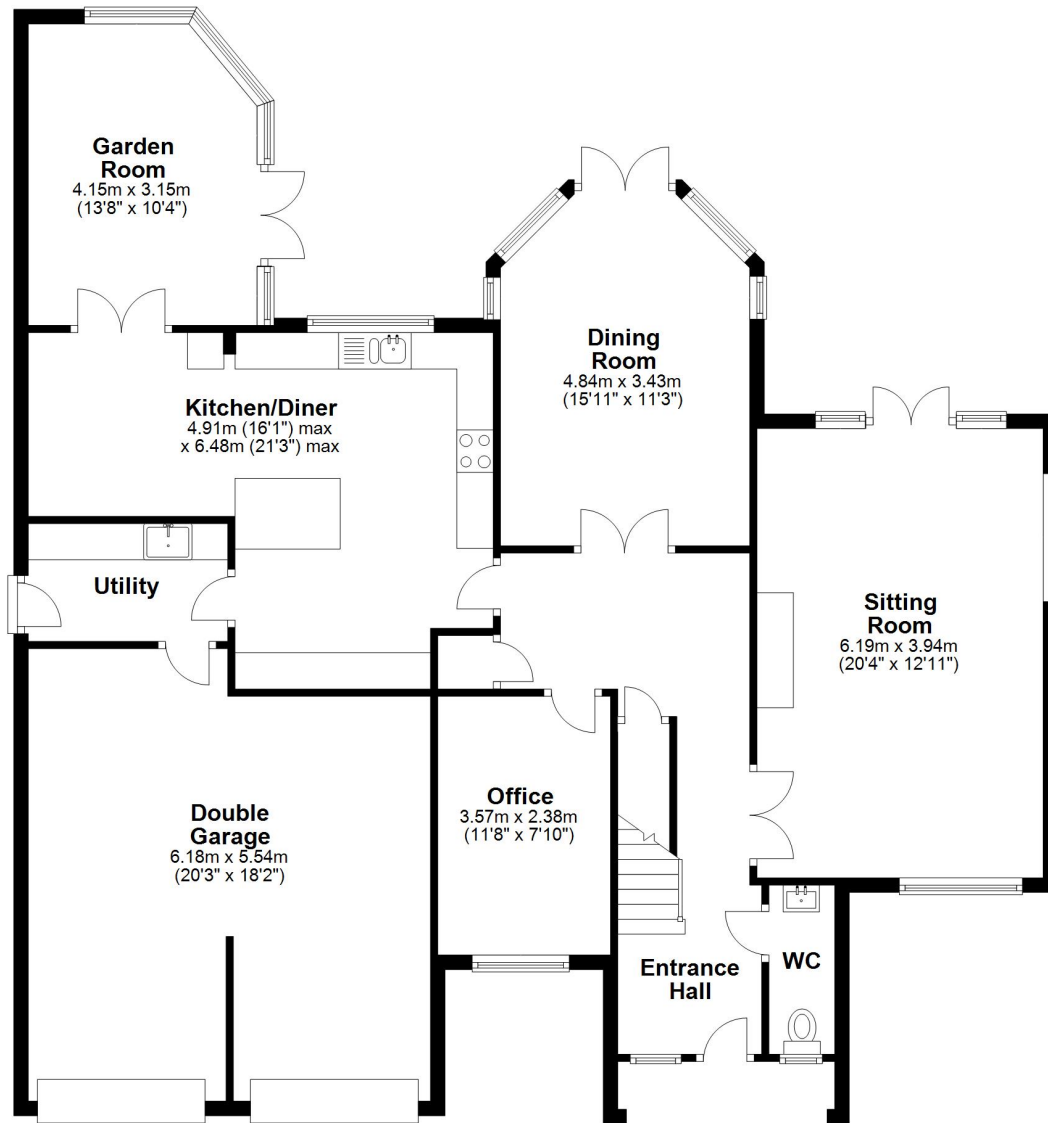 Garden
Room
4.15m x 3.15m
(13'8" x 10'4")
Dining
Room
4.84m x 3.43m
(15'11" x 11'3")
Kitchen/Diner
4.91m (16'1") max
x 6.48m (21'3") max
Utility
Sitting
Room
6.19m x 3.94m
(20'4" x 12'11")
Double
Garage
6.18m x 5.54m
(20'3" x 18'2")
Office
3.57m x 2.38m
(11'8" x 7'10")
Entrance
Hall
WC